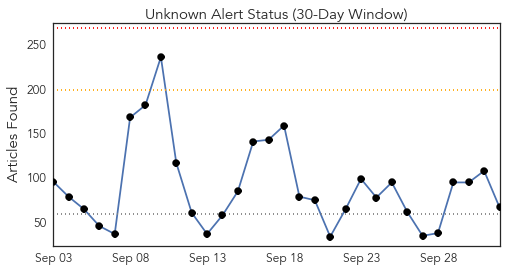 Unknown Alert Status (30-Day Window)
Articles Found
250
200
150
100
50
Sep 03 Sep 08 Sep 13 Sep 18 Sep 23 Sep 28